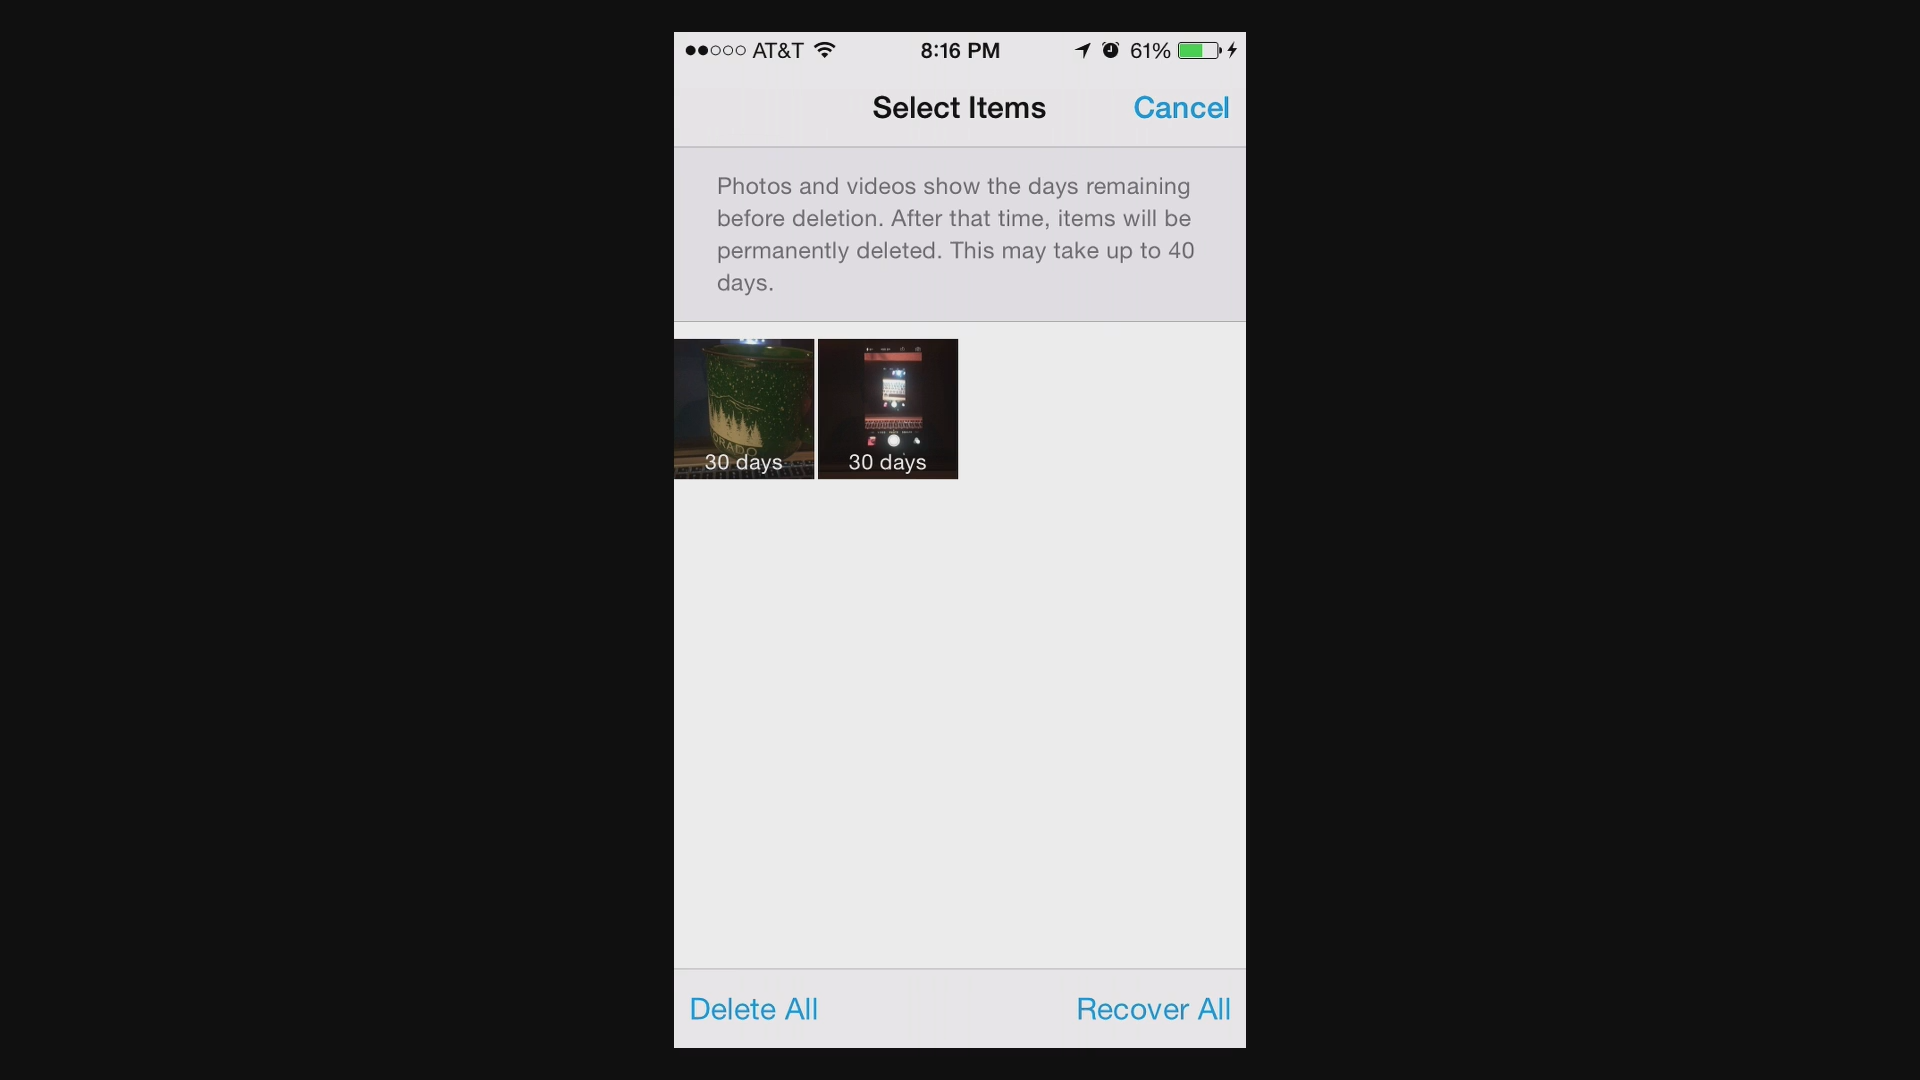 AT&T 8:16 PM 61%
Select Items Cancel
Photos and videos show the days remaining
before deletion. After that time, items will be
permanently deleted. This may take up to 40
days.
30 days 30 days
Delete All Recover All